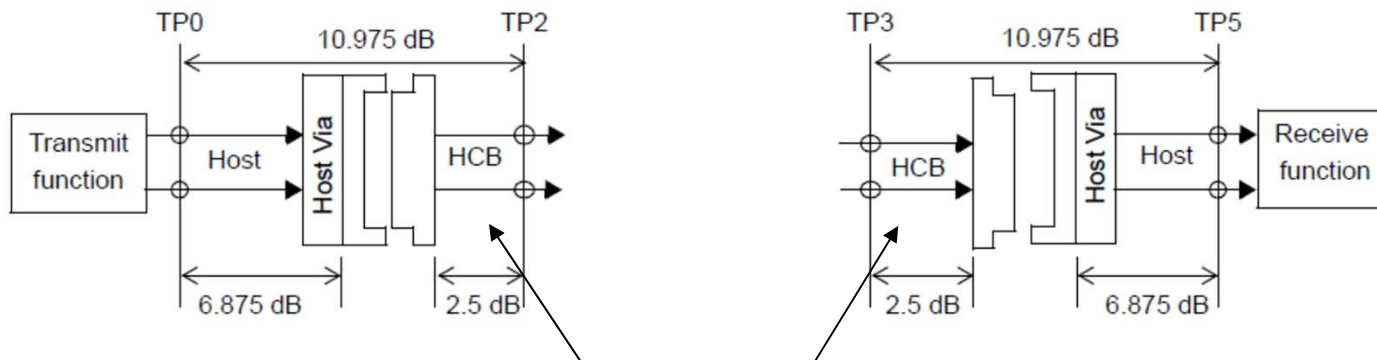 TP0
TP2
10.975 dB
Transmit
function
Host
Host Via
HCB
6.875 dB
2.5 dB
TP3
TP5
10.975 dB
HCB
Host Via
Host
Receive
function
2.5 dB
6.875 dB